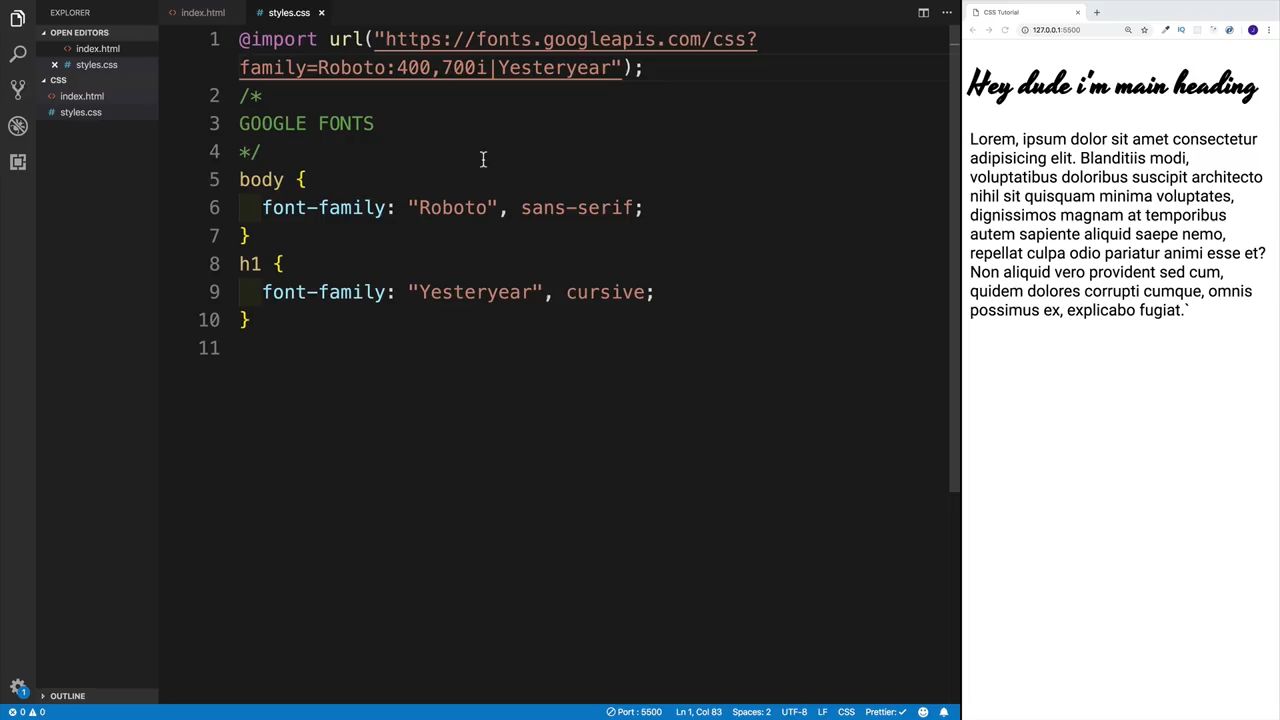 EXPLORER
OPEN EDITORS
index.html
styles.css
CSS
index.html
styles.css
OUTLINE
1
index.html
styles.css
1 @import url("https://fonts.googleapis.com/css?
family=Roboto:400,700i|Yesteryear");
2 /*
3 GOOGLE FONTS
4 */
5 body {
6 font-family: "Roboto", sans-serif;
7 }
8 h1 {
9 font-family: "Yesteryear", cursive;
10 }
11
0 0
Port : 5500 Ln 1, Col 83 Spaces: 2 UTF-8 LF CSS Prettier: ✓
CSS Tutorial
127.0.0.1:5500
Hey dude i'm main heading
Lorem, ipsum dolor sit amet consectetur
adipisicing elit. Blanditiis modi,
voluptatibus doloribus suscipit architecto
nihil sit quisquam minima voluptates,
dignissimos magnam at temporibus
autem sapiente aliquid saepe nemo,
repellat culpa odio pariatur animi esse et?
Non aliquid vero provident sed cum,
quidem dolores corrupti cumque, omnis
possimus ex, explicabo fugiat.`